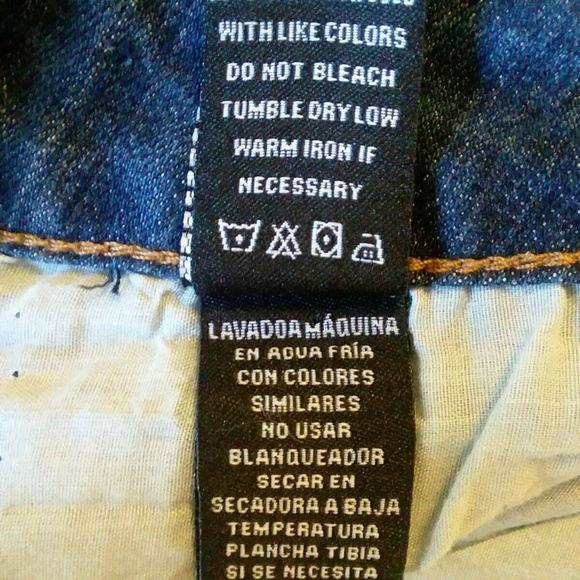 WITH LIKE COLORS
DO NOT BLEACH
TUMBLE DRY LOW
WARM IRON IF
NECESSARY
LAVADO A MÁQUINA
EN AGUA FRÍA
CON COLORES
SIMILARES
NO USAR
BLANQUEADOR
SECAR EN
SECADORA A BAJA
TEMPERATURA
PLANCHA TIBIA
SI SE NECESITA